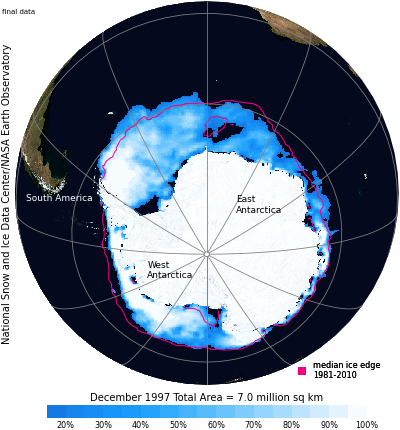 final data
National Snow and Ice Data Center/NASA Earth Observatory
South America
East
Antarctica
West
Antarctica
median ice edge
1981-2010
December 1997 Total Area = 7.0 million sq km
20% 30% 40% 50% 60% 70% 80% 90% 100%